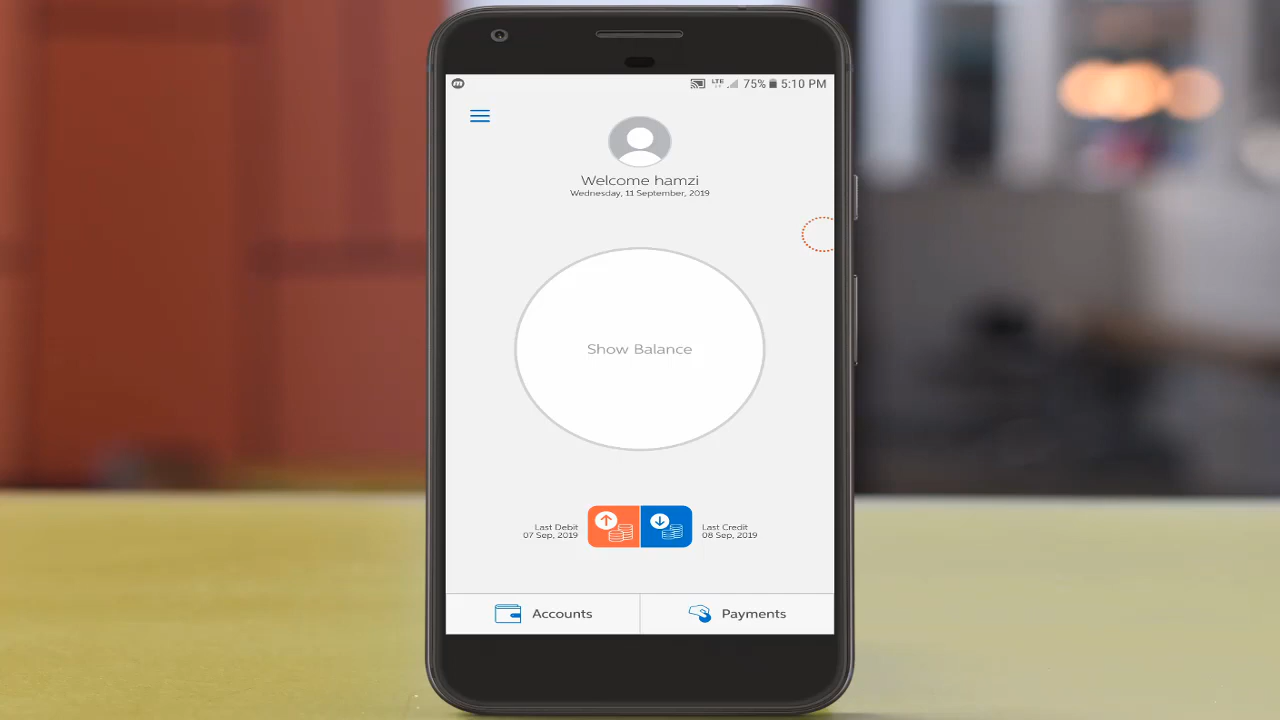 LTE 75% 5:10 PM
Welcome hamzi
Wednesday, 11 September, 2019
Show Balance
Last Debit
07 Sep, 2019
Last Credit
08 Sep, 2019
Accounts
Payments